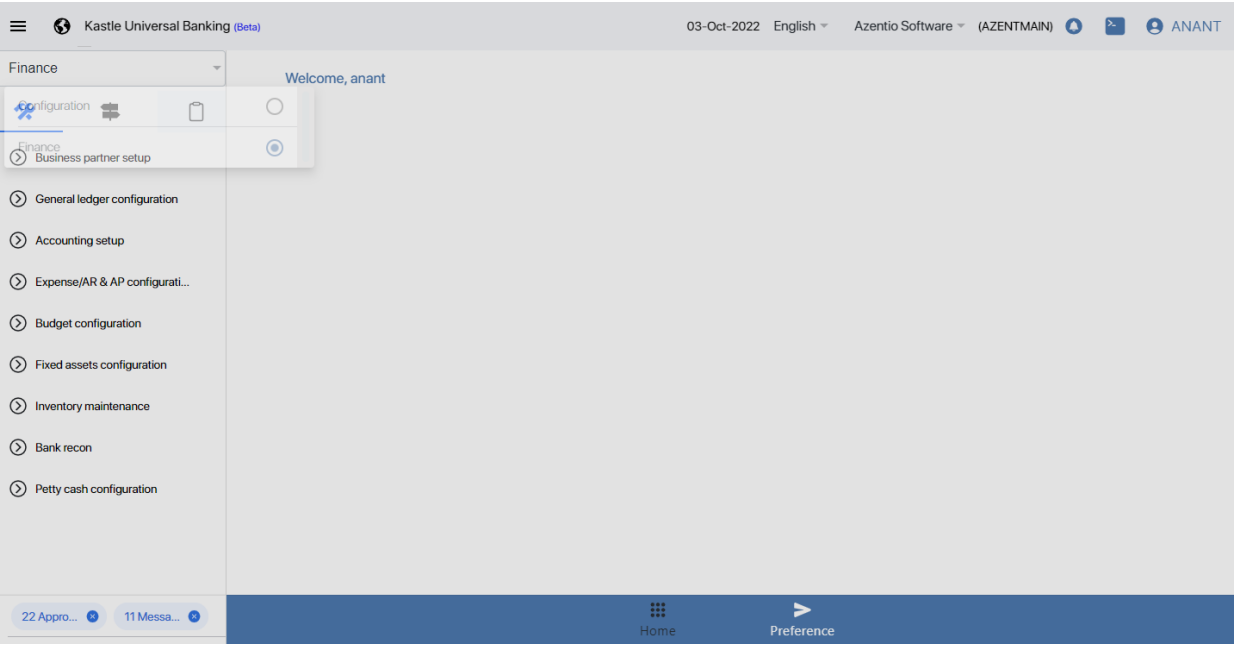 Kastle Universal Banking (Beta)
03-Oct-2022 English Azentio Software (AZENTMAIN) ANANT
Finance
Welcome, anant
Configuration
Finance
Business partner setup
General ledger configuration
Accounting setup
Expense/AR & AP configurati...
Budget configuration
Fixed assets configuration
Inventory maintenance
Bank recon
Petty cash configuration
22 Appro... 11 Messa...
Home Preference